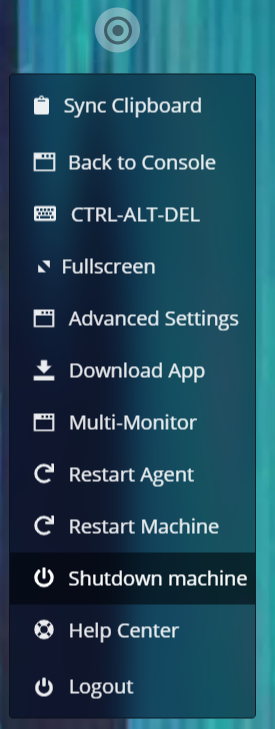 Sync Clipboard
Back to Console
CTRL-ALT-DEL
Fullscreen
Advanced Settings
Download App
Multi-Monitor
Restart Agent
Restart Machine
Shutdown machine
Help Center
Logout